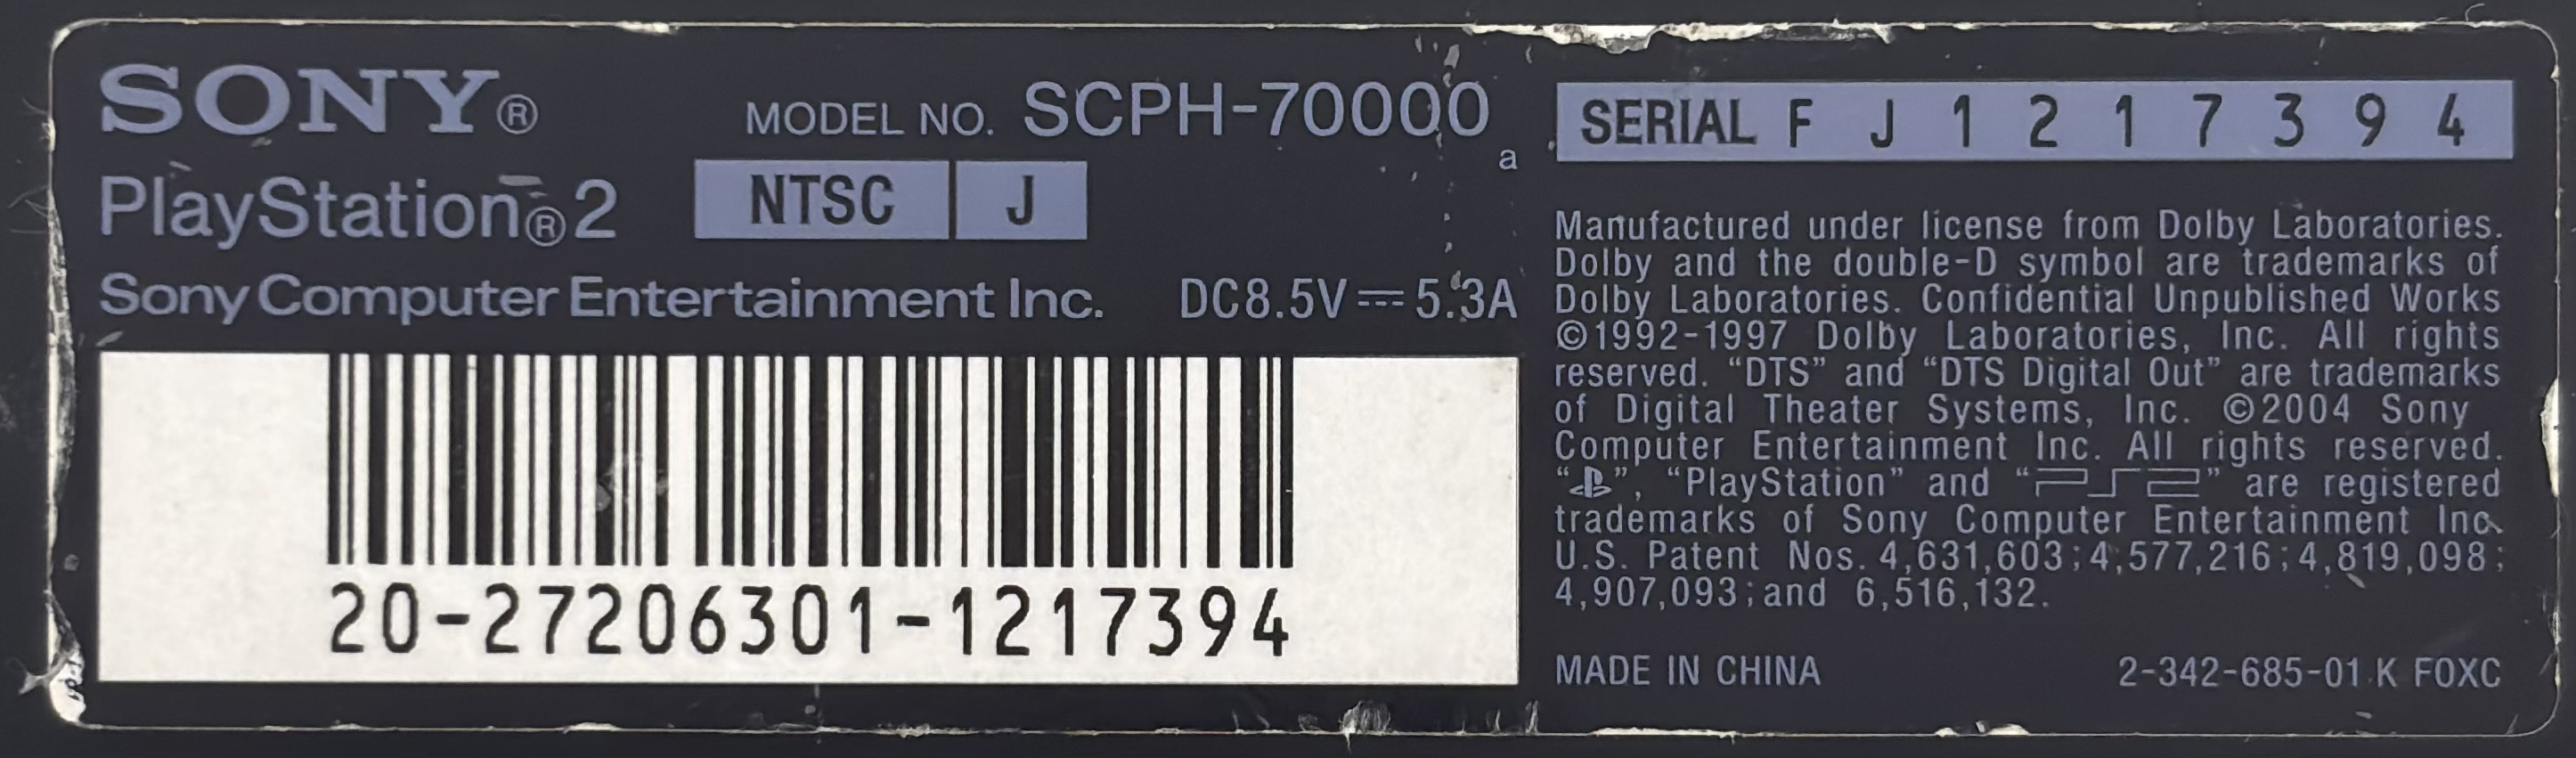 SONY®
MODEL NO. SCPH-70000
a
PlayStation®2 NTSC J
Sony Computer Entertainment Inc. DC8.5V⎓5.3A
20-27206301-1217394
SERIAL F J 1 2 1 7 3 9 4
Manufactured under license from Dolby Laboratories.
Dolby and the double-D symbol are trademarks of
Dolby Laboratories. Confidential Unpublished Works
©1992-1997 Dolby Laboratories, Inc. All rights
reserved. “DTS” and “DTS Digital Out” are trademarks
of Digital Theater Systems, Inc. ©2004 Sony
Computer Entertainment Inc. All rights reserved.
“PS”, “PlayStation” and “PS2” are registered
trademarks of Sony Computer Entertainment Inc.
U.S. Patent Nos. 4,631,603;4,577,216;4,819,098;
4,907,093;and 6,516,132.
MADE IN CHINA 2-342-685-01 K FOXC